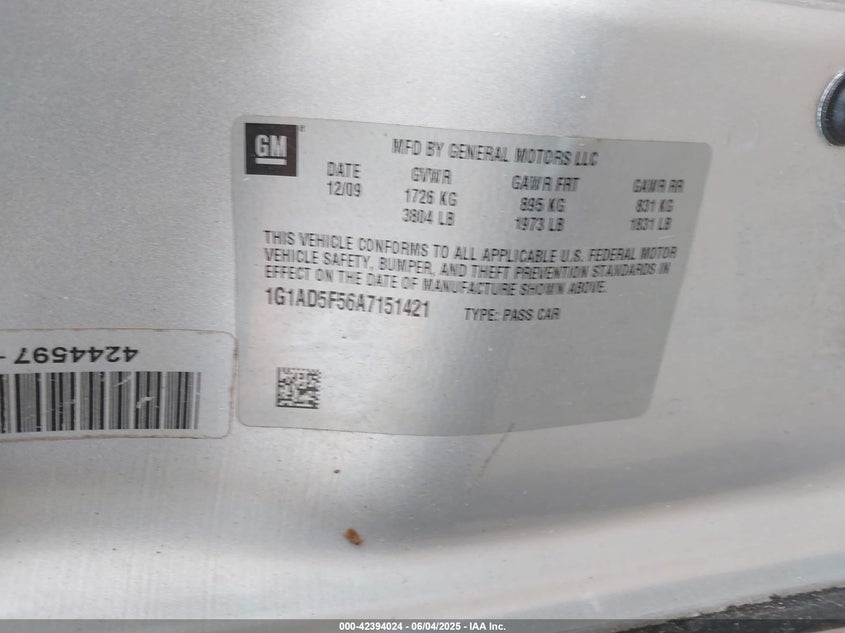 GM ®
MFD BY GENERAL MOTORS LLC
DATE GVWR GAWR FRT GAWR RR
12/09 1726 KG 895 KG 831 KG
3804 LB 1973 LB 1831 LB
THIS VEHICLE CONFORMS TO ALL APPLICABLE U.S. FEDERAL MOTOR
VEHICLE SAFETY, BUMPER, AND THEFT PREVENTION STANDARDS IN
EFFECT ON THE DATE OF MANUFACTURE SHOWN ABOVE.
1G1AD5F56A7151421 TYPE: PASS CAR
4244597 -
000-42394024 - 06/04/2025 - IAA Inc.